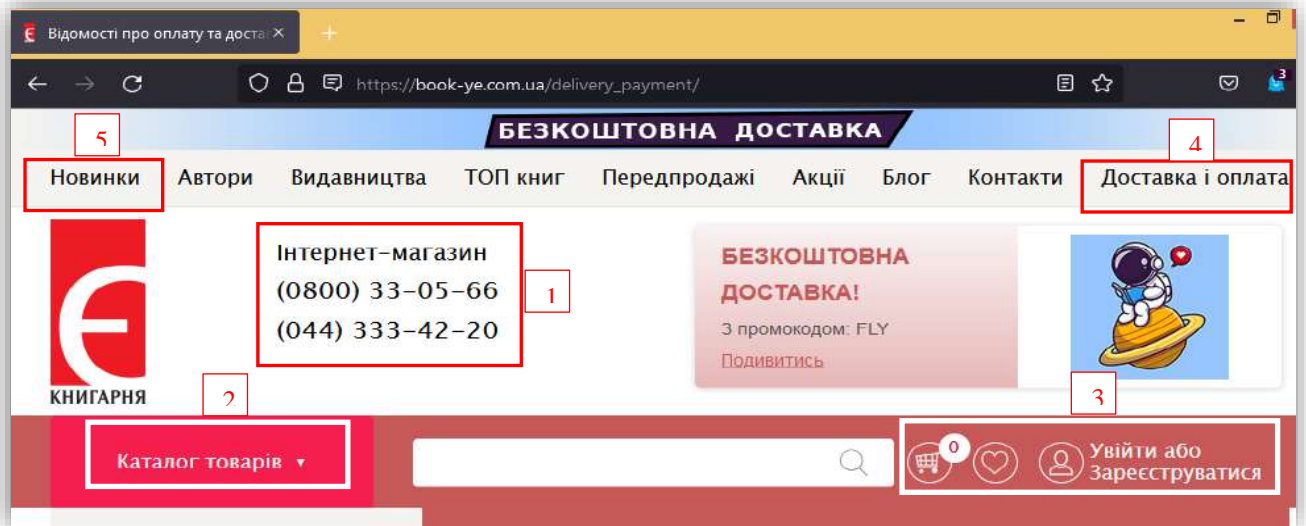 Відомості про оплату та доста
https://book-ye.com.ua/delivery_payment/
3
БЕЗКОШТОВНА ДОСТАВКА
5
4
Новинки Автори Видавництва ТОП книг Передпродажі Акції Блог Контакти Доставка і оплата
Інтернет-магазин
(0800) 33-05-66
(044) 333-42-20
1
БЕЗКОШТОВНА
ДОСТАВКА!
З промокодом: FLY
Подивитись
Є
КНИГАРНЯ
2
3
Каталог товарів
0
Увійти або
Зареєструватися